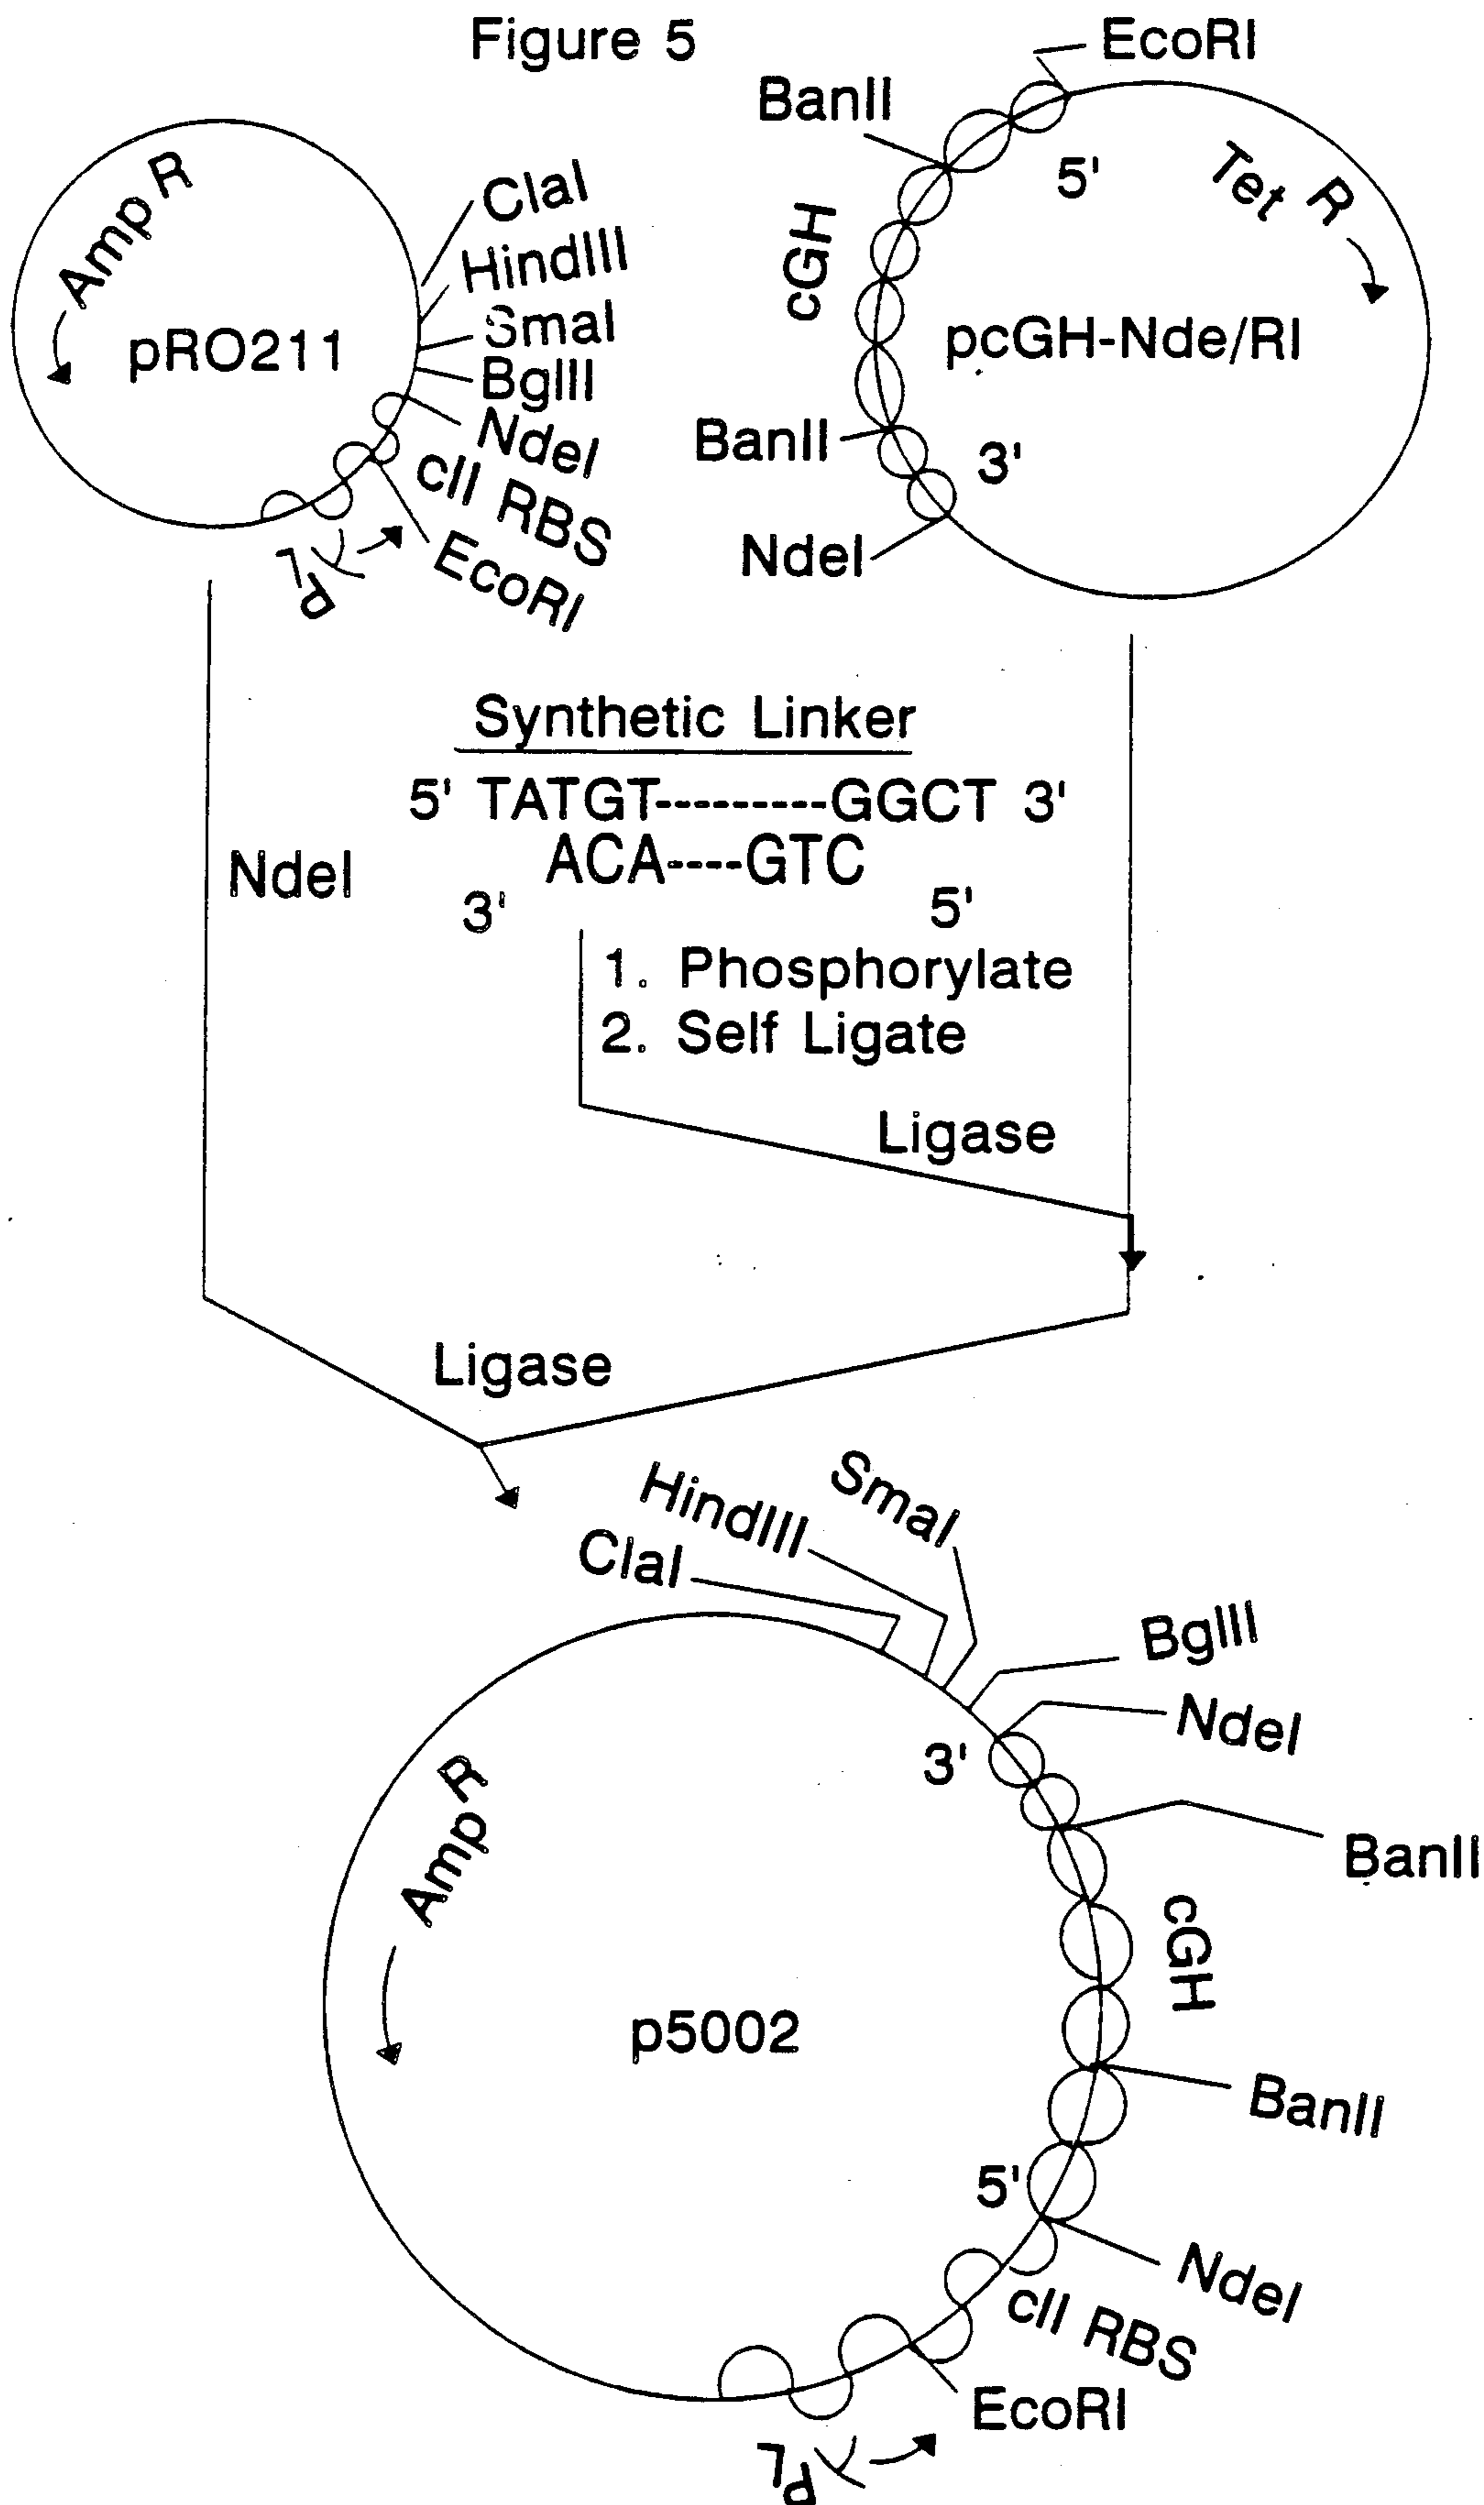 Figure 5
EcoRI
BanII
5'
Tet R
Amp R
ClaI
HindIII
SmaI
BglII
NdeI
cII RBS
EcoRI
PL
pRO211
cGH
pcGH-Nde/RI
BanII
3'
NdeI
Synthetic Linker
5' TATGT---------GGCT 3'
ACA----GTC
3' 5'
NdeI
1. Phosphorylate
2. Self Ligate
Ligase
Ligase
HindIII
SmaI
ClaI
BglII
NdeI
3'
BanII
Amp R
cGH
p5002
BanII
5'
NdeI
cII RBS
EcoRI
PL